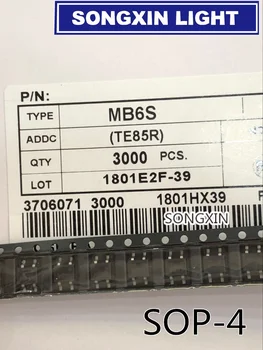 SONGXIN LIGHT
P/N:
TYPE MB6S
ADDC (TE85R)
QTY 3000 PCS.
LOT 1801E2F-39
3706071 3000 1801HX39
SONGXIN
SOP-4